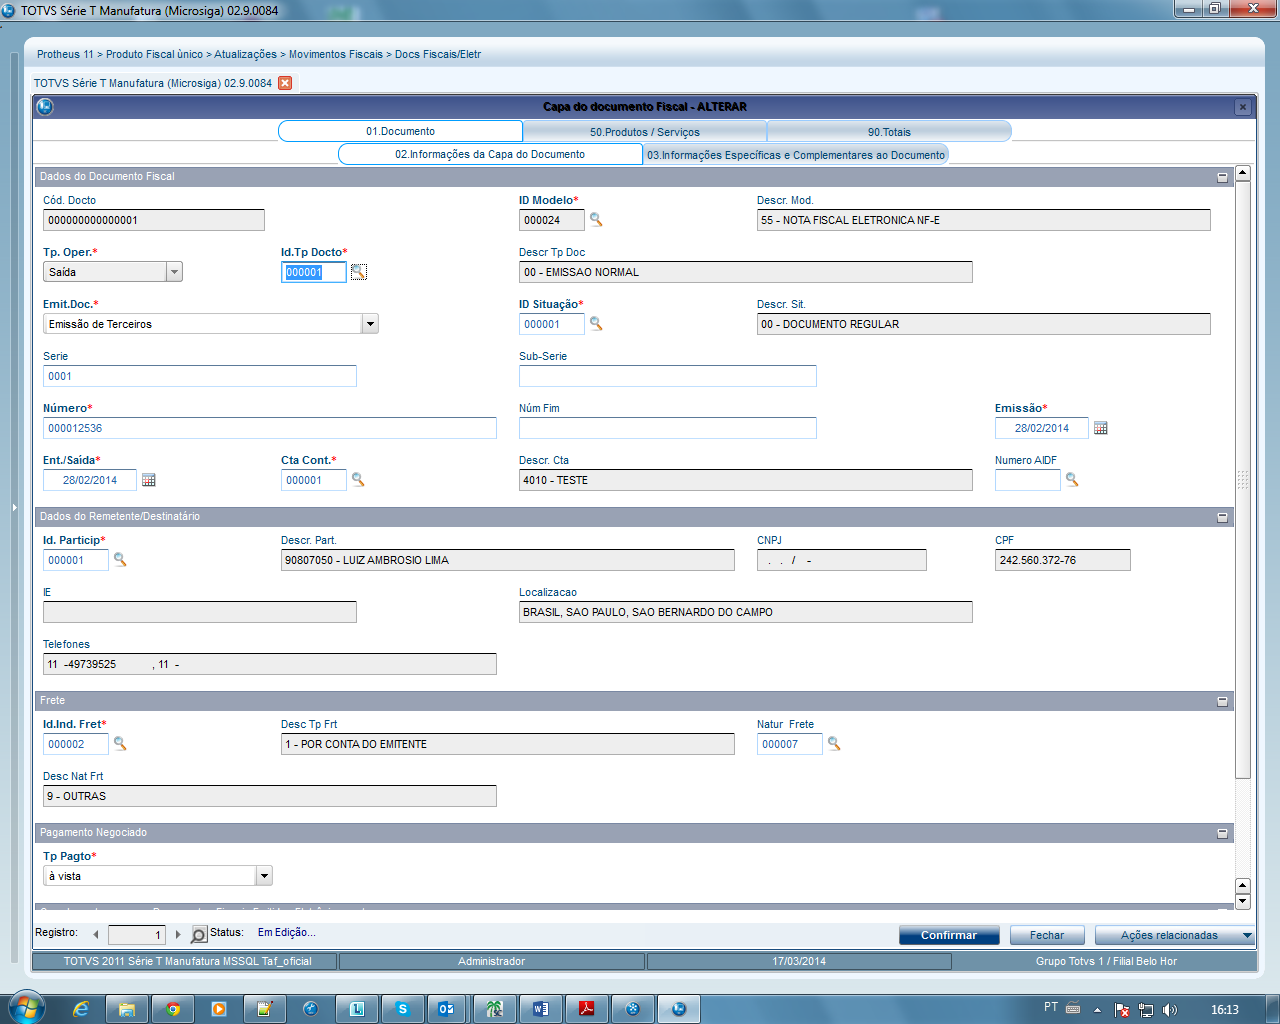 TOTVS Série T Manufatura (Microsiga) 02.9.0084
Protheus 11 > Produto Fiscal ùnico > Atualizações > Movimentos Fiscais > Docs Fiscais/Eletr
TOTVS Série T Manufatura (Microsiga) 02.9.0084
Capa do documento Fiscal - ALTERAR
01.Documento 50.Produtos / Serviços 90.Totais
02.Informações da Capa do Documento 03.Informações Específicas e Complementares ao Documento
Dados do Documento Fiscal
Cód. Docto ID Modelo* Descr. Mod.
000000000000001 000024 55 - NOTA FISCAL ELETRONICA NF-E
Tp. Oper.* Id.Tp Docto* Descr Tp Doc
Saída 000001 00 - EMISSAO NORMAL
Emit.Doc.* ID Situação* Descr. Sit.
Emissão de Terceiros 000001 00 - DOCUMENTO REGULAR
Serie Sub-Serie
0001
Número* Núm Fim Emissão*
000012536 28/02/2014
Ent./Saída* Cta Cont.* Descr. Cta Numero AIDF
28/02/2014 000001 4010 - TESTE
Dados do Remetente/Destinatário
Id. Particip* Descr. Part. CNPJ CPF
000001 90807050 - LUIZ AMBROSIO LIMA . . / - 242.560.372-76
IE Localizacao
BRASIL, SAO PAULO, SAO BERNARDO DO CAMPO
Telefones
11 -49739525 , 11 -
Frete
Id.Ind. Fret* Desc Tp Frt Natur Frete
000002 1 - POR CONTA DO EMITENTE 000007
Desc Nat Frt
9 - OUTRAS
Pagamento Negociado
Tp Pagto*
à vista
Registro: 1 Status: Em Edição... Confirmar Fechar Ações relacionadas
TOTVS 2011 Série T Manufatura MSSQL Taf_oficial Administrador 17/03/2014 Grupo Totvs 1 / Filial Belo Hor
PT 16:13